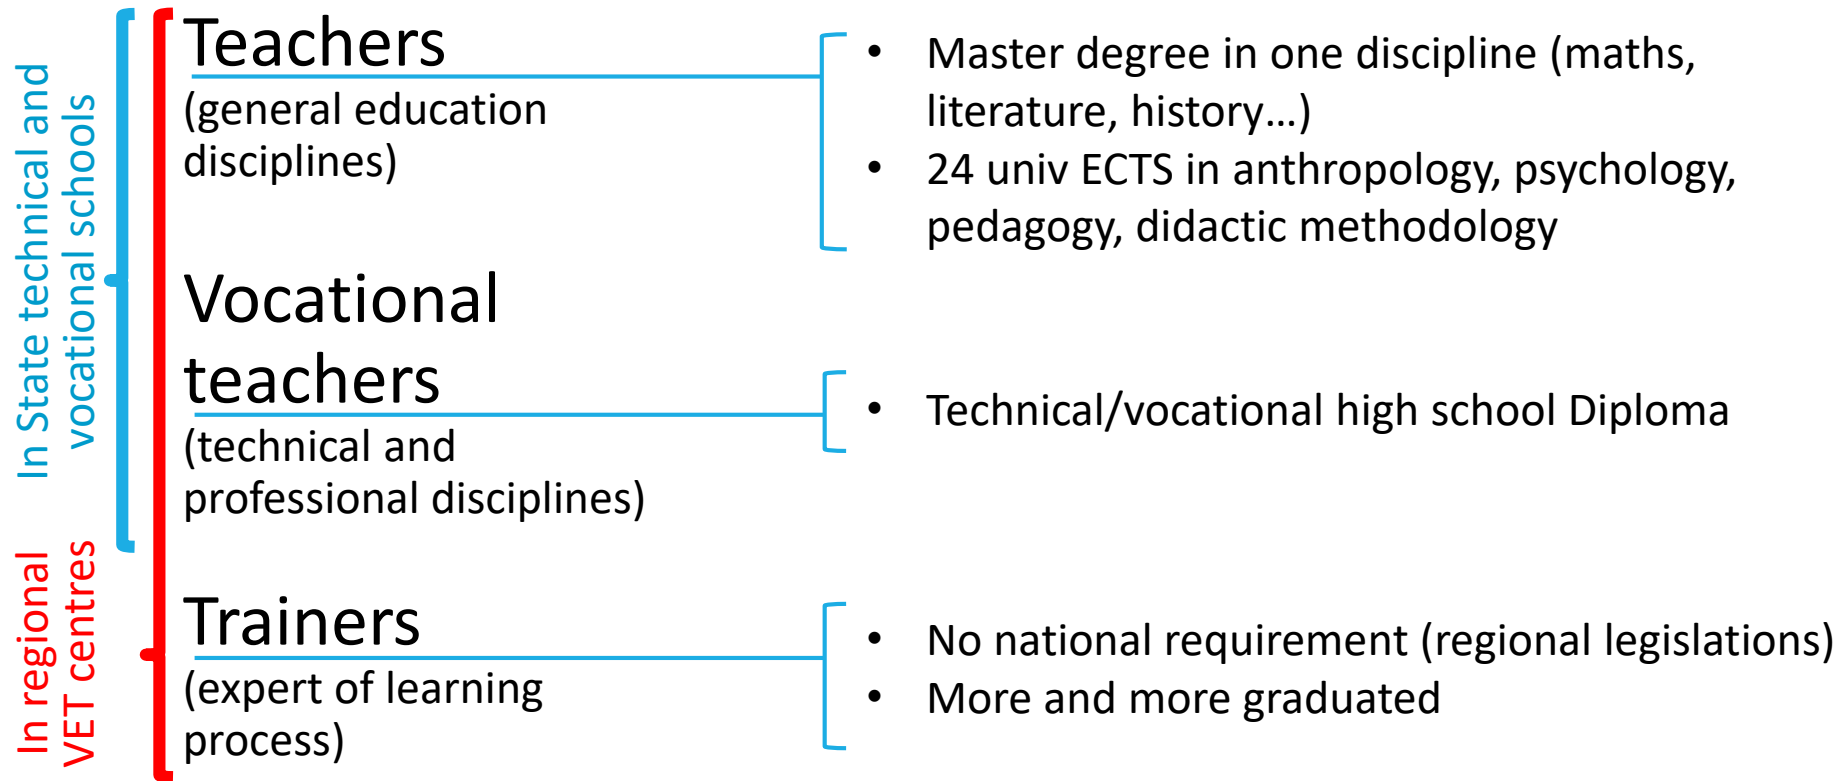 In State technical and
vocational schools
In regional
VET centres
Teachers
(general education
disciplines)
• Master degree in one discipline (maths,
literature, history…)
• 24 univ ECTS in anthropology, psychology,
pedagogy, didactic methodology
Vocational
teachers
(technical and
professional disciplines)
• Technical/vocational high school Diploma
Trainers
(expert of learning
process)
• No national requirement (regional legislations)
• More and more graduated